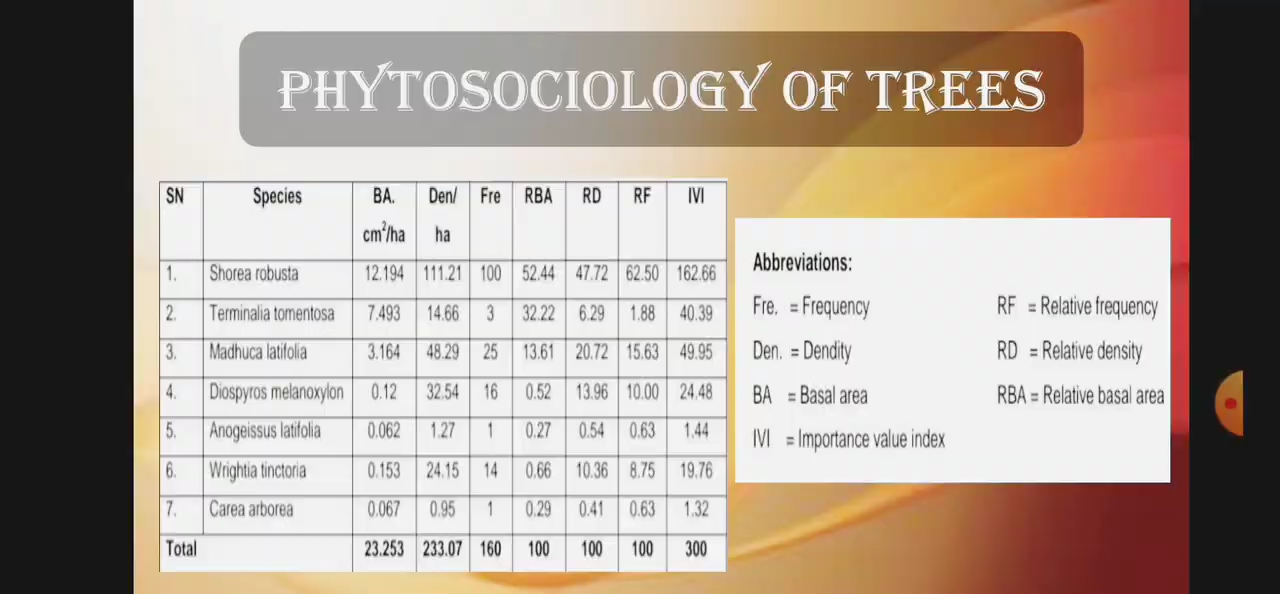 PHYTOSOCIOLOGY OF TREES
SN Species BA. cm²/ha Den/ ha Fre RBA RD RF IVI
1. Shorea robusta 12.194 111.21 100 52.44 47.72 62.50 162.66
2. Terminalia tomentosa 7.493 14.66 3 32.22 6.29 1.88 40.39
3. Madhuca latifolia 3.164 48.29 25 13.61 20.72 15.63 49.95
4. Diospyros melanoxylon 0.12 32.54 16 0.52 13.96 10.00 24.48
5. Anogeissus latifolia 0.062 1.27 1 0.27 0.54 0.63 1.44
6. Wrightia tinctoria 0.153 24.15 14 0.66 10.36 8.75 19.76
7. Carea arborea 0.067 0.95 1 0.29 0.41 0.63 1.32
Total 23.253 233.07 160 100 100 100 300
Abbreviations:
Fre. = Frequency RF = Relative frequency
Den. = Dendity RD = Relative density
BA = Basal area RBA = Relative basal area
IVI = Importance value index